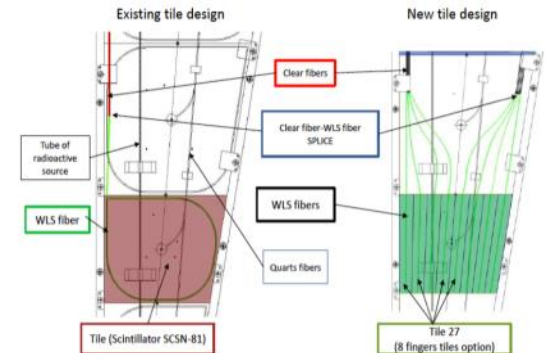 Existing tile design
New tile design
Clear fibers
Clear fiber-WLS fiber
SPLICE
Tube of
radioactive
source
WLS fiber
WLS fibers
Quarts fibers
Tile (Scintillator SCSN-81)
Tile 27
(8 fingers tiles option)